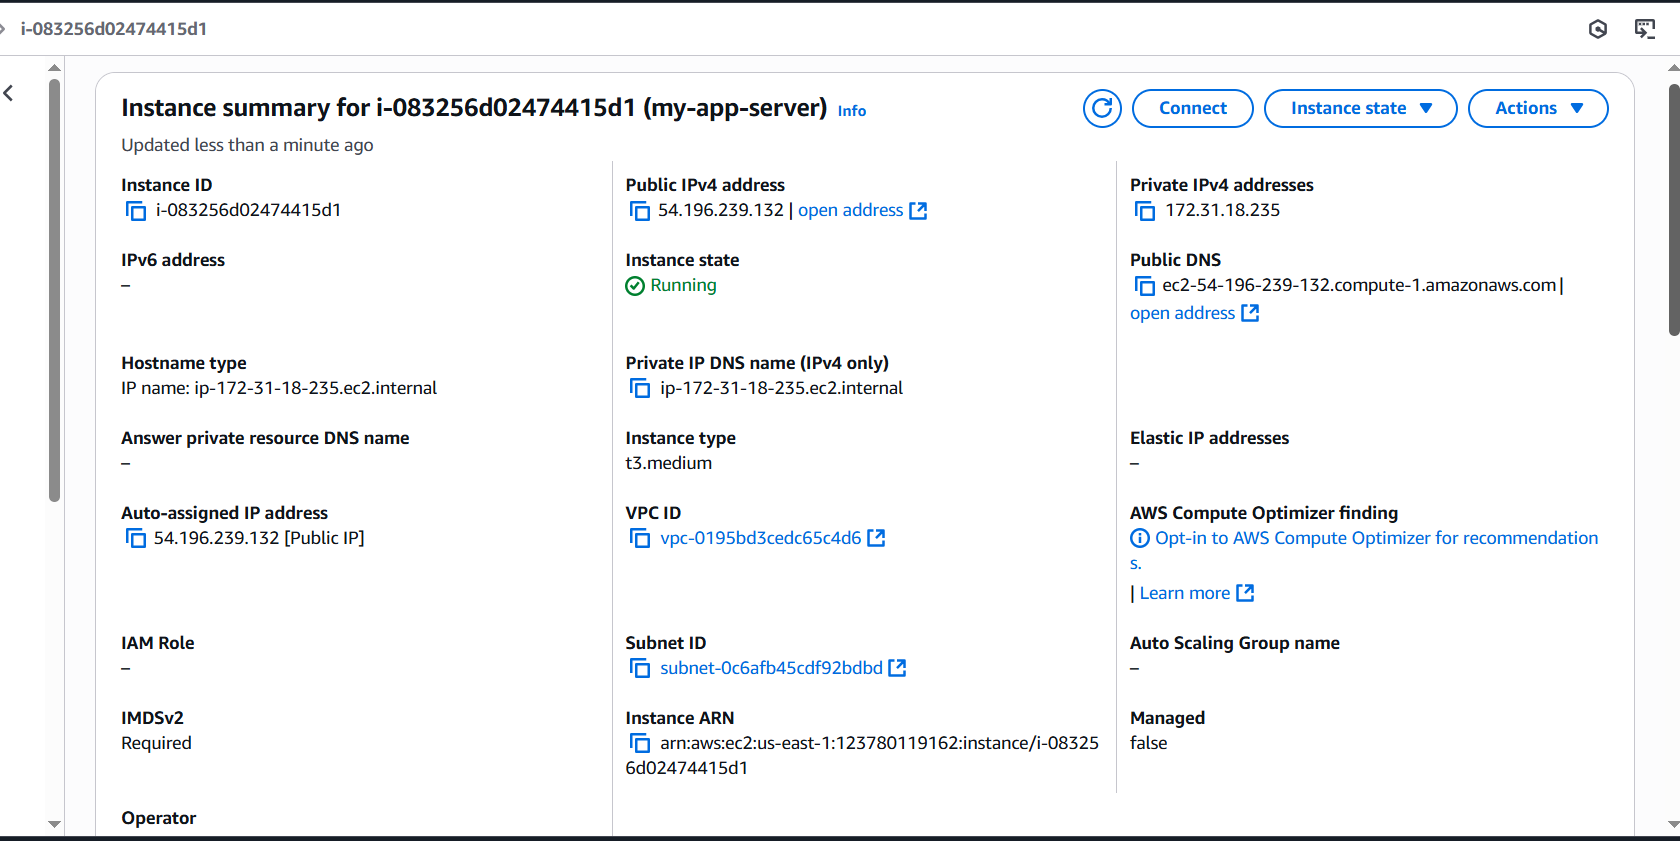 i-083256d02474415d1
Instance summary for i-083256d02474415d1 (my-app-server) Info
Connect
Instance state
Actions
Updated less than a minute ago
Instance ID
i-083256d02474415d1
Public IPv4 address
54.196.239.132 | open address
Private IPv4 addresses
172.31.18.235
IPv6 address
–
Instance state
Running
Public DNS
ec2-54-196-239-132.compute-1.amazonaws.com |
open address
Hostname type
IP name: ip-172-31-18-235.ec2.internal
Private IP DNS name (IPv4 only)
ip-172-31-18-235.ec2.internal
Answer private resource DNS name
–
Instance type
t3.medium
Elastic IP addresses
–
Auto-assigned IP address
54.196.239.132 [Public IP]
VPC ID
vpc-0195bd3cedc65c4d6
AWS Compute Optimizer finding
Opt-in to AWS Compute Optimizer for recommendation
s.
| Learn more
IAM Role
–
Subnet ID
subnet-0c6afb45cdf92bdbd
Auto Scaling Group name
–
IMDSv2
Required
Instance ARN
arn:aws:ec2:us-east-1:123780119162:instance/i-08325
6d02474415d1
Managed
false
Operator